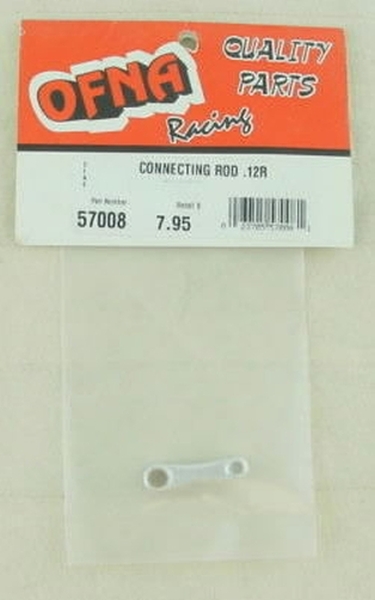 OFNA
Racing
QUALITY
PARTS
CONNECTING ROD .12R
Part Number
57008
Retail $
7.95